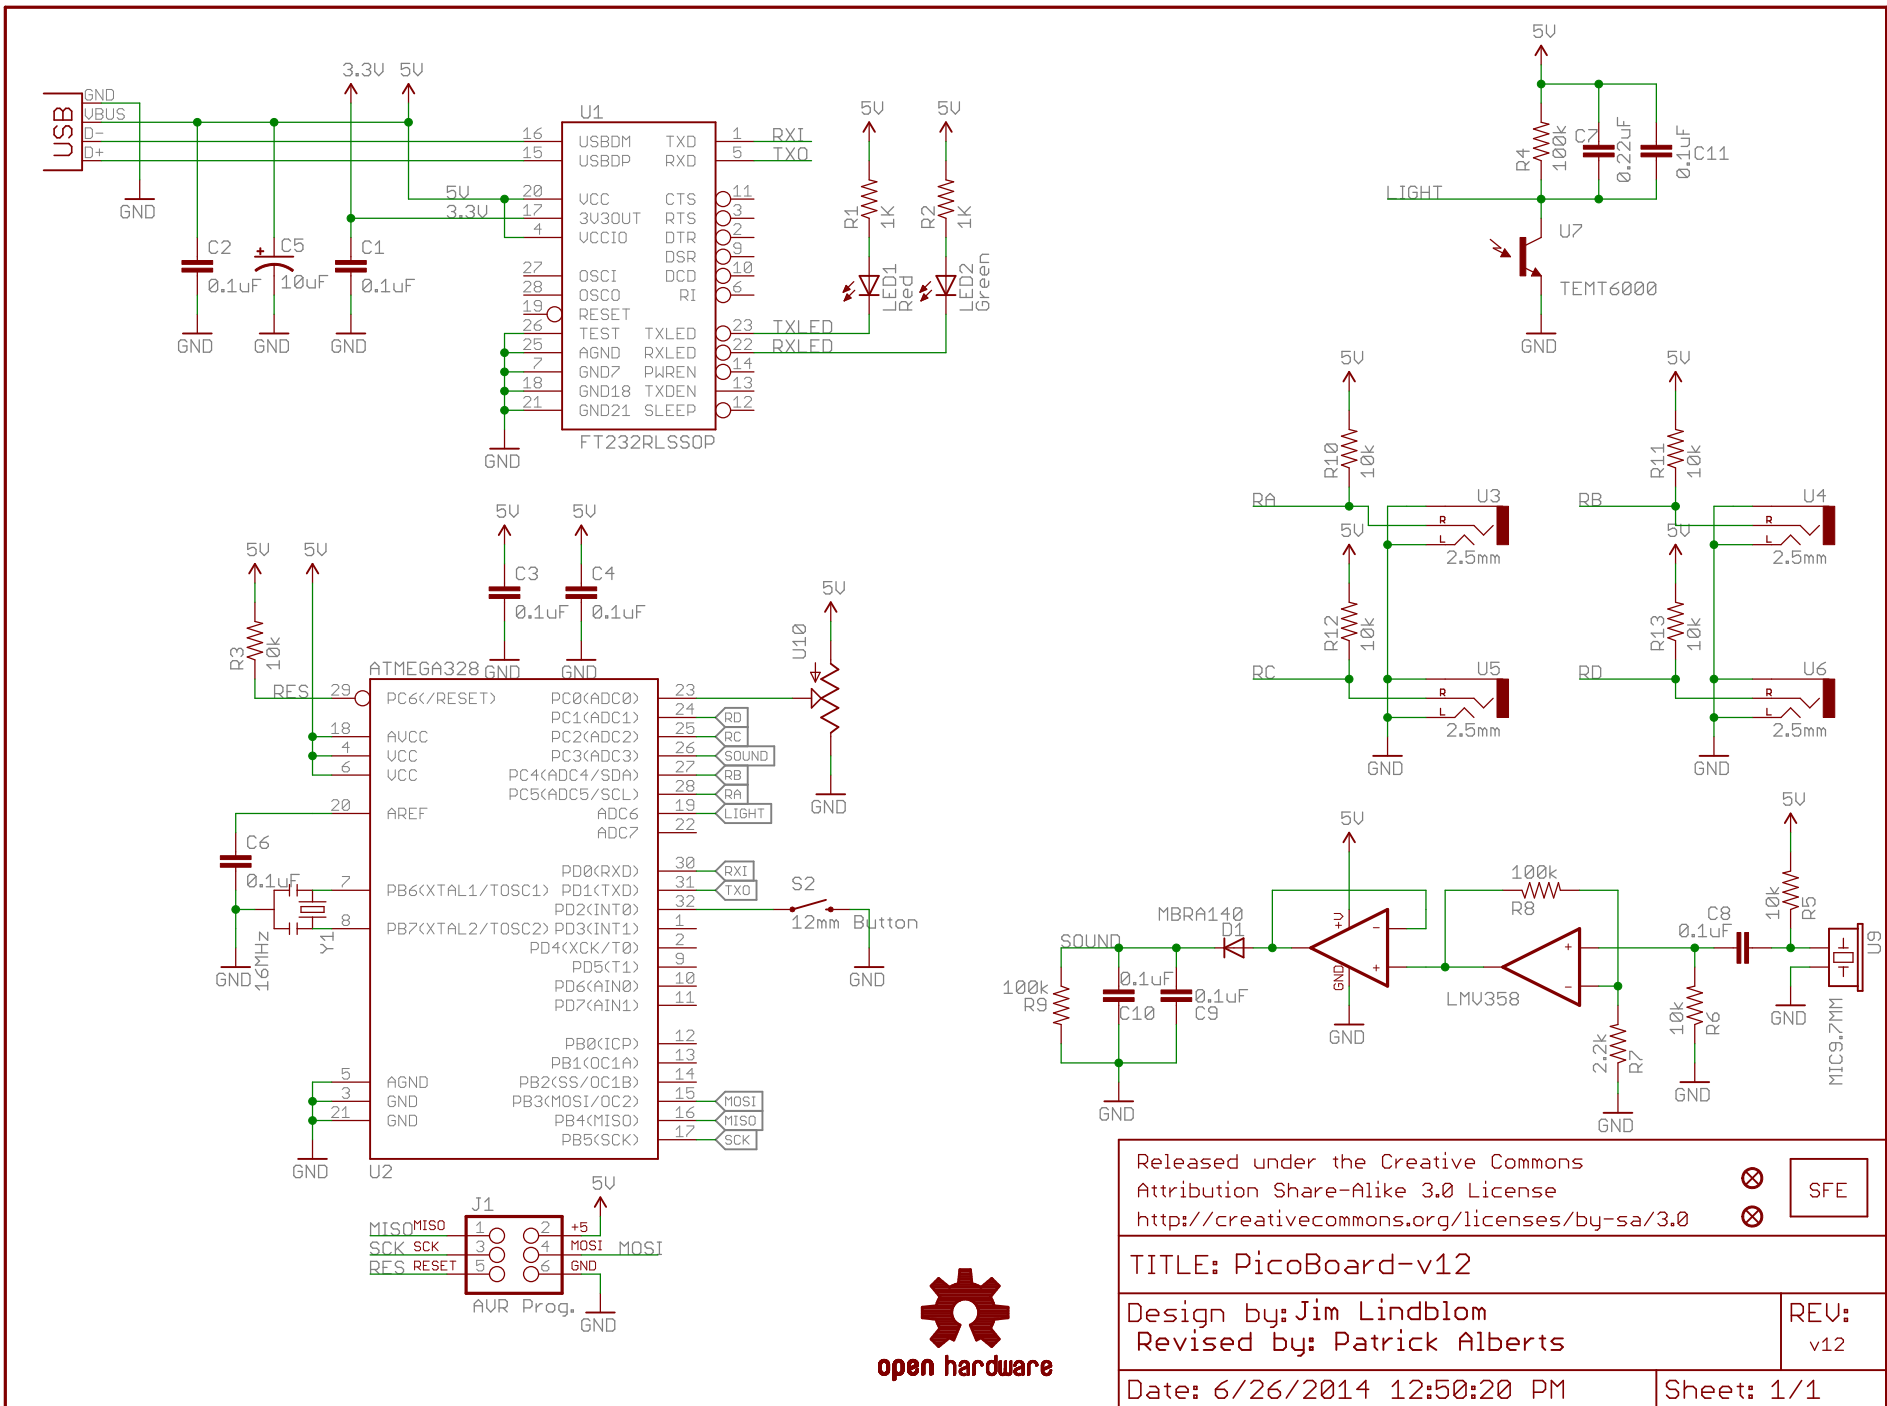 USB
GND
VBUS
D-
D+
3.3V
5V
GND
C2
0.1uF
GND
C5
10uF
GND
C1
0.1uF
GND
5V
3.3V
U1
16 USBDM TXD 1 RXI
15 USBDP RXD 5 TXO
20 VCC CTS 11
17 3V3OUT RTS 3
4 VCCIO DTR 2
DSR 9
27 OSCI DCD 10
28 OSCO RI 6
19 RESET
26 TEST TXLED 23 TXLED
25 AGND RXLED 22 RXLED
7 GND7 PWREN 14
18 GND18 TXDEN 13
21 GND21 SLEEP 12
FT232RLSSOP
GND
5V
R1
1K
LED1
Red
5V
R2
1K
LED2
Green
5V
R4
100k
C7
0.22uF
0.1uF
C11
LIGHT
U7
TEMT6000
GND
5V
R10
10k
RA
U3
R
L
2.5mm
5V
R12
10k
RC
U5
R
L
2.5mm
GND
5V
R11
10k
RB
U4
R
L
2.5mm
5V
R13
10k
RD
U6
R
L
2.5mm
GND
5V
C3
0.1uF
GND
5V
C4
0.1uF
GND
5V
R3
10k
5V
RES
ATMEGA328
29 PC6(/RESET) PC0(ADC0) 23
PC1(ADC1) 24 RD
18 AVCC PC2(ADC2) 25 RC
4 VCC PC3(ADC3) 26 SOUND
6 VCC PC4(ADC4/SDA) 27 RB
PC5(ADC5/SCL) 28 RA
20 AREF ADC6 19 LIGHT
ADC7 22
PD0(RXD) 30 RXI
7 PB6(XTAL1/TOSC1) PD1(TXD) 31 TXO
PD2(INT0) 32
8 PB7(XTAL2/TOSC2) PD3(INT1) 1
PD4(XCK/T0) 2
PD5(T1) 9
PD6(AIN0) 10
PD7(AIN1) 11
PB0(ICP) 12
PB1(OC1A) 13
5 AGND PB2(SS/OC1B) 14
3 GND PB3(MOSI/OC2) 15 MOSI
21 GND PB4(MISO) 16 MISO
PB5(SCK) 17 SCK
GND
U2
C6
0.1uF
GND
16MHz
Y1
5V
U10
GND
S2
12mm Button
GND
5V
J1
MISO MISO 1 2 +5
SCK SCK 3 4 MOSI MOSI
RES RESET 5 6 GND
AVR Prog.
GND
SOUND
100k
R9
0.1uF
C10
0.1uF
C9
GND
MBRA140
D1
5V
+V
-
+
GND
GND
100k
R8
+
-
LMV358
2.2k
R7
GND
10k
R6
GND
C8
0.1uF
5V
10k
R5
GND
U9
MIC9.7MM
open hardware
Released under the Creative Commons
Attribution Share-Alike 3.0 License
http://creativecommons.org/licenses/by-sa/3.0
SFE
TITLE: PicoBoard-v12
Design by: Jim Lindblom
Revised by: Patrick Alberts
REV:
v12
Date: 6/26/2014 12:50:20 PM
Sheet: 1/1